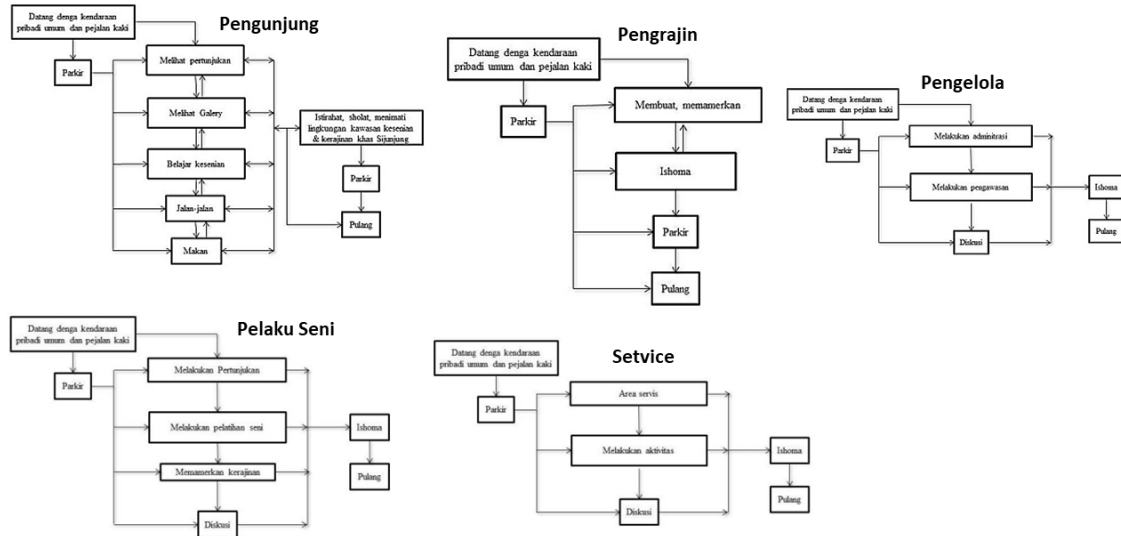 Pengunjung
Datang denga kendaraan
pribadi umum dan pejalan kaki
Parkir
Melihat pertunjukan
Melihat Galery
Belajar kesenian
Jalan-jalan
Makan
Istirahat, sholat, menimati
lingkungan kawasan kesenian
& kerajinan khas Sijunjung
Parkir
Pulang
Pengrajin
Datang denga kendaraan
pribadi umum dan pejalan kaki
Parkir
Membuat, memamerkan
Ishoma
Parkir
Pulang
Pengelola
Datang denga kendaraan
pribadi umum dan pejalan kaki
Parkir
Melakukan adminitrasi
Melakukan pengawasan
Diskusi
Ishoma
Pulang
Pelaku Seni
Datang denga kendaraan
pribadi umum dan pejalan kaki
Parkir
Melakukan Pertunjukan
Melakukan pelatihan seni
Memamerkan kerajinan
Diskusi
Ishoma
Pulang
Setvice
Datang denga kendaraan
pribadi umum dan pejalan kaki
Parkir
Area servis
Melakukan aktivitas
Diskusi
Ishoma
Pulang